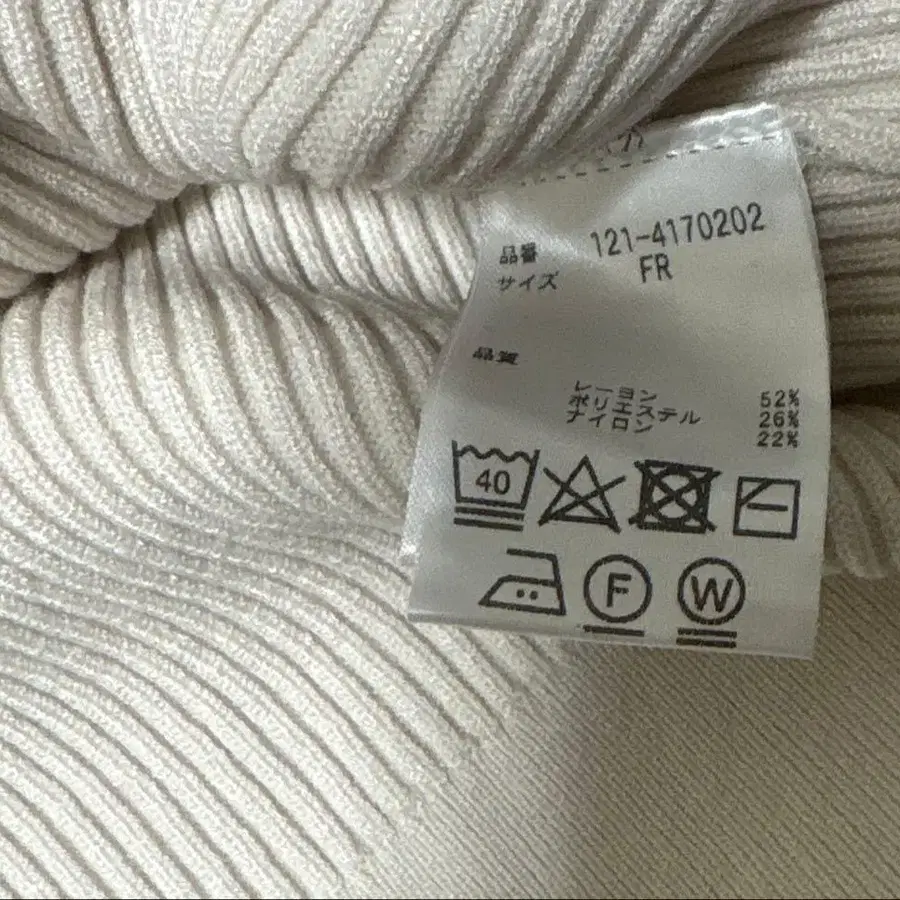 品番 121-4170202
サイズ FR
品質
レーヨン 52%
ポリエステル 26%
ナイロン 22%
40
F W